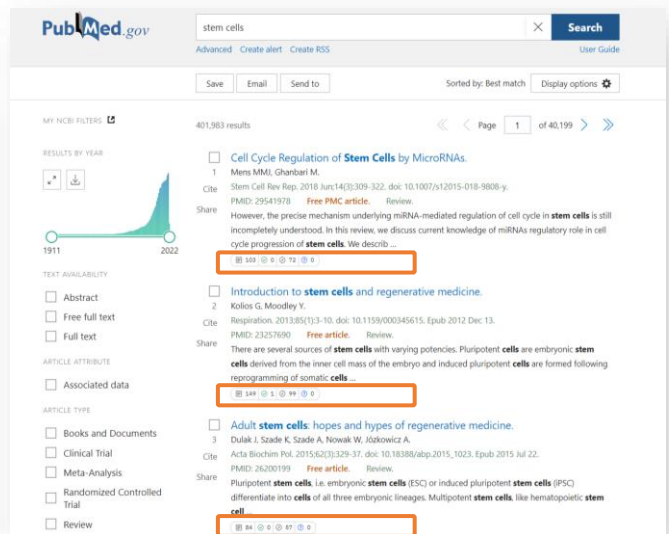 PubMed.gov
stem cells
Search
Advanced Create alert Create RSS
User Guide
Save
Email
Send to
Sorted by: Best match
Display options
MY NCBI FILTERS
401,983 results
Page 1 of 40,199
RESULTS BY YEAR
1911
2022
TEXT AVAILABILITY
Abstract
Free full text
Full text
ARTICLE ATTRIBUTE
Associated data
ARTICLE TYPE
Books and Documents
Clinical Trial
Meta-Analysis
Randomized Controlled
Trial
Review
Cell Cycle Regulation of Stem Cells by MicroRNAs.
1
Mens MMJ, Ghanbari M.
Cite
Stem Cell Rev Rep. 2018 Jun;14(3):309-322. doi: 10.1007/s12015-018-9808-y.
PMID: 29541978 Free PMC article. Review.
Share
However, the precise mechanism underlying miRNA-mediated regulation of cell cycle in stem cells is still
incompletely understood. In this review, we discuss current knowledge of miRNAs regulatory role in cell
cycle progression of stem cells. We describ ...
103 0 72 0
Introduction to stem cells and regenerative medicine.
2
Kolios G, Moodley Y.
Cite
Respiration. 2013;85(1):3-10. doi: 10.1159/000345615. Epub 2012 Dec 13.
PMID: 23257690 Free article. Review.
Share
There are several sources of stem cells with varying potencies. Pluripotent cells are embryonic stem
cells derived from the inner cell mass of the embryo and induced pluripotent cells are formed following
reprogramming of somatic cells ...
149 1 99 0
Adult stem cells: hopes and hypes of regenerative medicine.
3
Dulak J, Szade K, Szade A, Nowak W, Józkowicz A.
Cite
Acta Biochim Pol. 2015;62(3):329-37. doi: 10.18388/abp.2015_1023. Epub 2015 Jul 22.
PMID: 26200199 Free article. Review.
Share
Pluripotent stem cells, i.e. embryonic stem cells (ESC) or induced pluripotent stem cells (iPSC)
differentiate into cells of all three embryonic lineages. Multipotent stem cells, like hematopoietic stem
cell ...
84 0 67 0